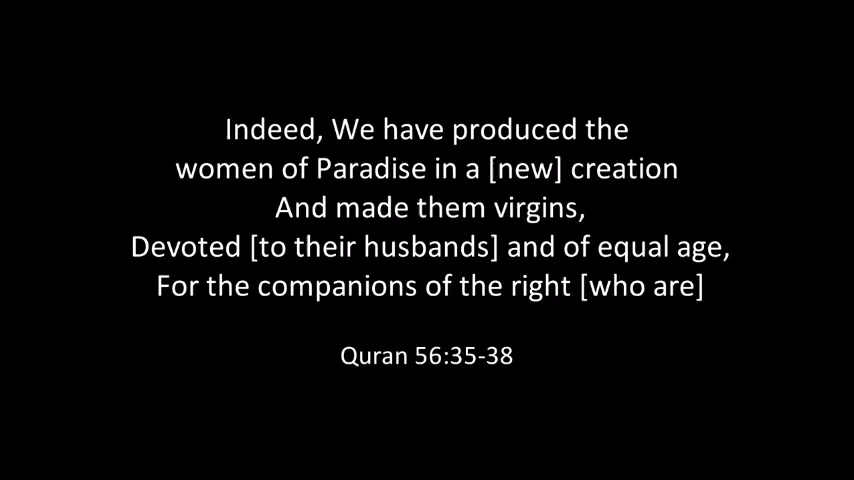 Indeed, We have produced the
women of Paradise in a [new] creation
And made them virgins,
Devoted [to their husbands] and of equal age,
For the companions of the right [who are]
Quran 56:35-38